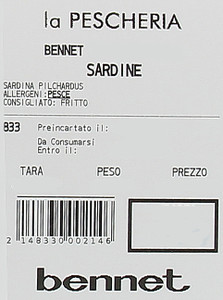 la PESCHERIA
BENNET
SARDINE
SARDINA PILCHARDUS
ALLERGENI: PESCE
CONSIGLIATO: FRITTO
833 Preincartato il:
Da Consumarsi
Entro il:
TARA PESO PREZZO
2 148330 002146
bennet